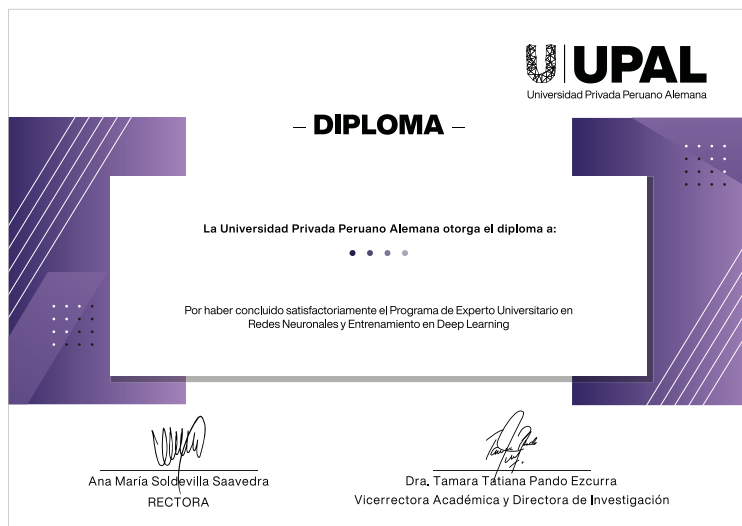 UPAL
Universidad Privada Peruano Alemana
– DIPLOMA –
La Universidad Privada Peruano Alemana otorga el diploma a:
Por haber concluido satisfactoriamente el Programa de Experto Universitario en
Redes Neuronales y Entrenamiento en Deep Learning
Ana María Soldevilla Saavedra
RECTORA
Dra. Tamara Tatiana Pando Ezcurra
Vicerrectora Académica y Directora de Investigación